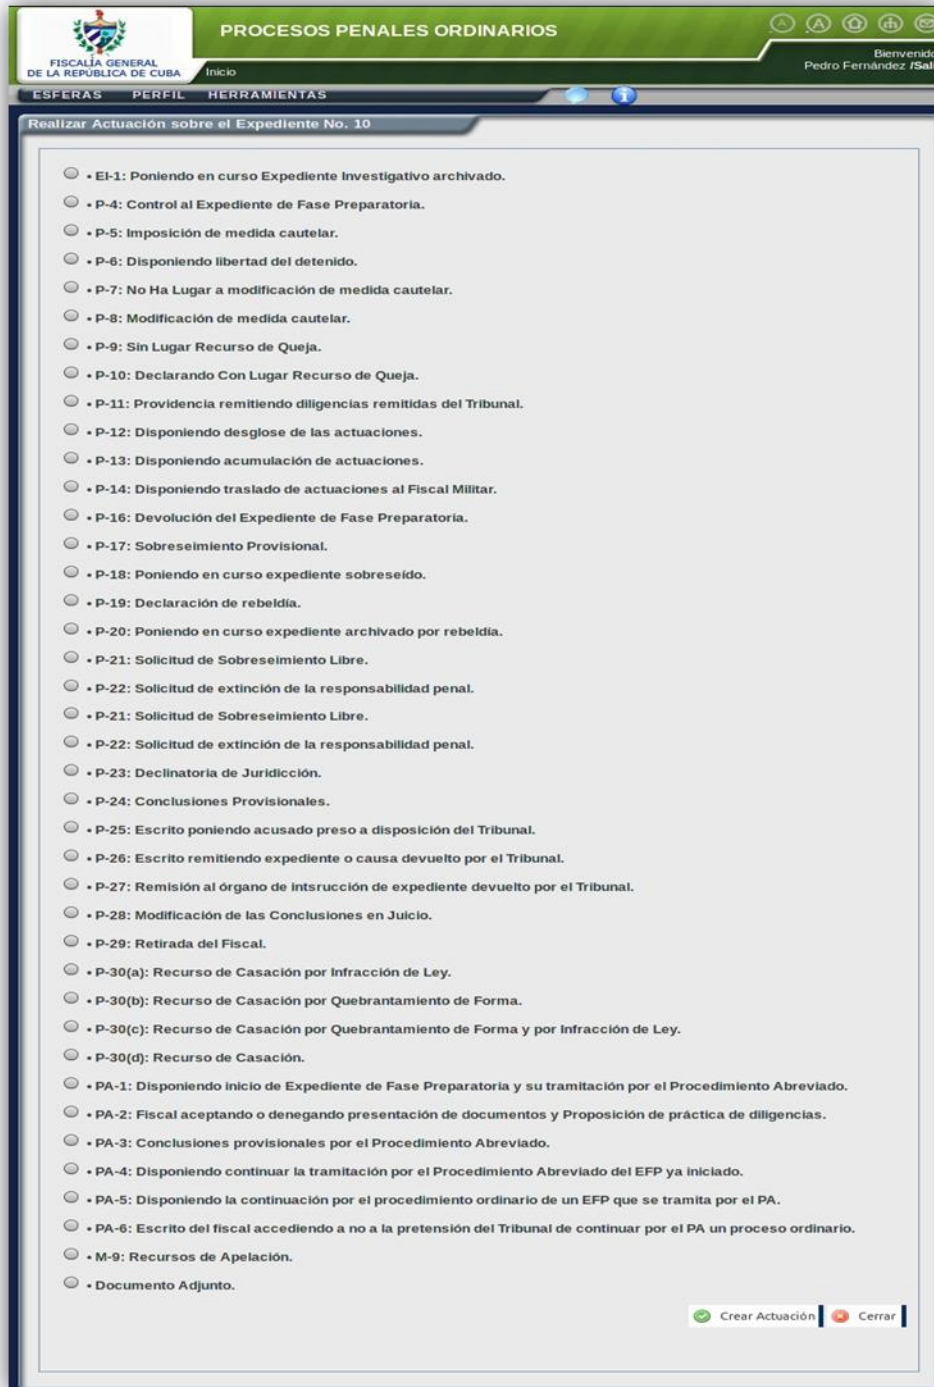 PROCESOS PENALES ORDINARIOS
FISCALÍA GENERAL
DE LA REPÚBLICA DE CUBA
Inicio
Bienvenido
Pedro Fernández /Sali
ESFERAS PERFIL HERRAMIENTAS
Realizar Actuación sobre el Expediente No. 10
• EI-1: Poniendo en curso Expediente Investigativo archivado.
• P-4: Control al Expediente de Fase Preparatoria.
• P-5: Imposición de medida cautelar.
• P-6: Disponiendo libertad del detenido.
• P-7: No Ha Lugar a modificación de medida cautelar.
• P-8: Modificación de medida cautelar.
• P-9: Sin Lugar Recurso de Queja.
• P-10: Declarando Con Lugar Recurso de Queja.
• P-11: Providencia remitiendo diligencias remitidas del Tribunal.
• P-12: Disponiendo desglose de las actuaciones.
• P-13: Disponiendo acumulación de actuaciones.
• P-14: Disponiendo traslado de actuaciones al Fiscal Militar.
• P-16: Devolución del Expediente de Fase Preparatoria.
• P-17: Sobreseimiento Provisional.
• P-18: Poniendo en curso expediente sobreseído.
• P-19: Declaración de rebeldía.
• P-20: Poniendo en curso expediente archivado por rebeldía.
• P-21: Solicitud de Sobreseimiento Libre.
• P-22: Solicitud de extinción de la responsabilidad penal.
• P-21: Solicitud de Sobreseimiento Libre.
• P-22: Solicitud de extinción de la responsabilidad penal.
• P-23: Declinatoria de Juridicción.
• P-24: Conclusiones Provisionales.
• P-25: Escrito poniendo acusado preso a disposición del Tribunal.
• P-26: Escrito remitiendo expediente o causa devuelto por el Tribunal.
• P-27: Remisión al órgano de intsrucción de expediente devuelto por el Tribunal.
• P-28: Modificación de las Conclusiones en Juicio.
• P-29: Retirada del Fiscal.
• P-30(a): Recurso de Casación por Infracción de Ley.
• P-30(b): Recurso de Casación por Quebrantamiento de Forma.
• P-30(c): Recurso de Casación por Quebrantamiento de Forma y por Infracción de Ley.
• P-30(d): Recurso de Casación.
• PA-1: Disponiendo inicio de Expediente de Fase Preparatoria y su tramitación por el Procedimiento Abreviado.
• PA-2: Fiscal aceptando o denegando presentación de documentos y Proposición de práctica de diligencias.
• PA-3: Conclusiones provisionales por el Procedimiento Abreviado.
• PA-4: Disponiendo continuar la tramitación por el Procedimiento Abreviado del EFP ya iniciado.
• PA-5: Disponiendo la continuación por el procedimiento ordinario de un EFP que se tramita por el PA.
• PA-6: Escrito del fiscal accediendo a no a la pretensión del Tribunal de continuar por el PA un proceso ordinario.
• M-9: Recursos de Apelación.
• Documento Adjunto.
Crear Actuación Cerrar